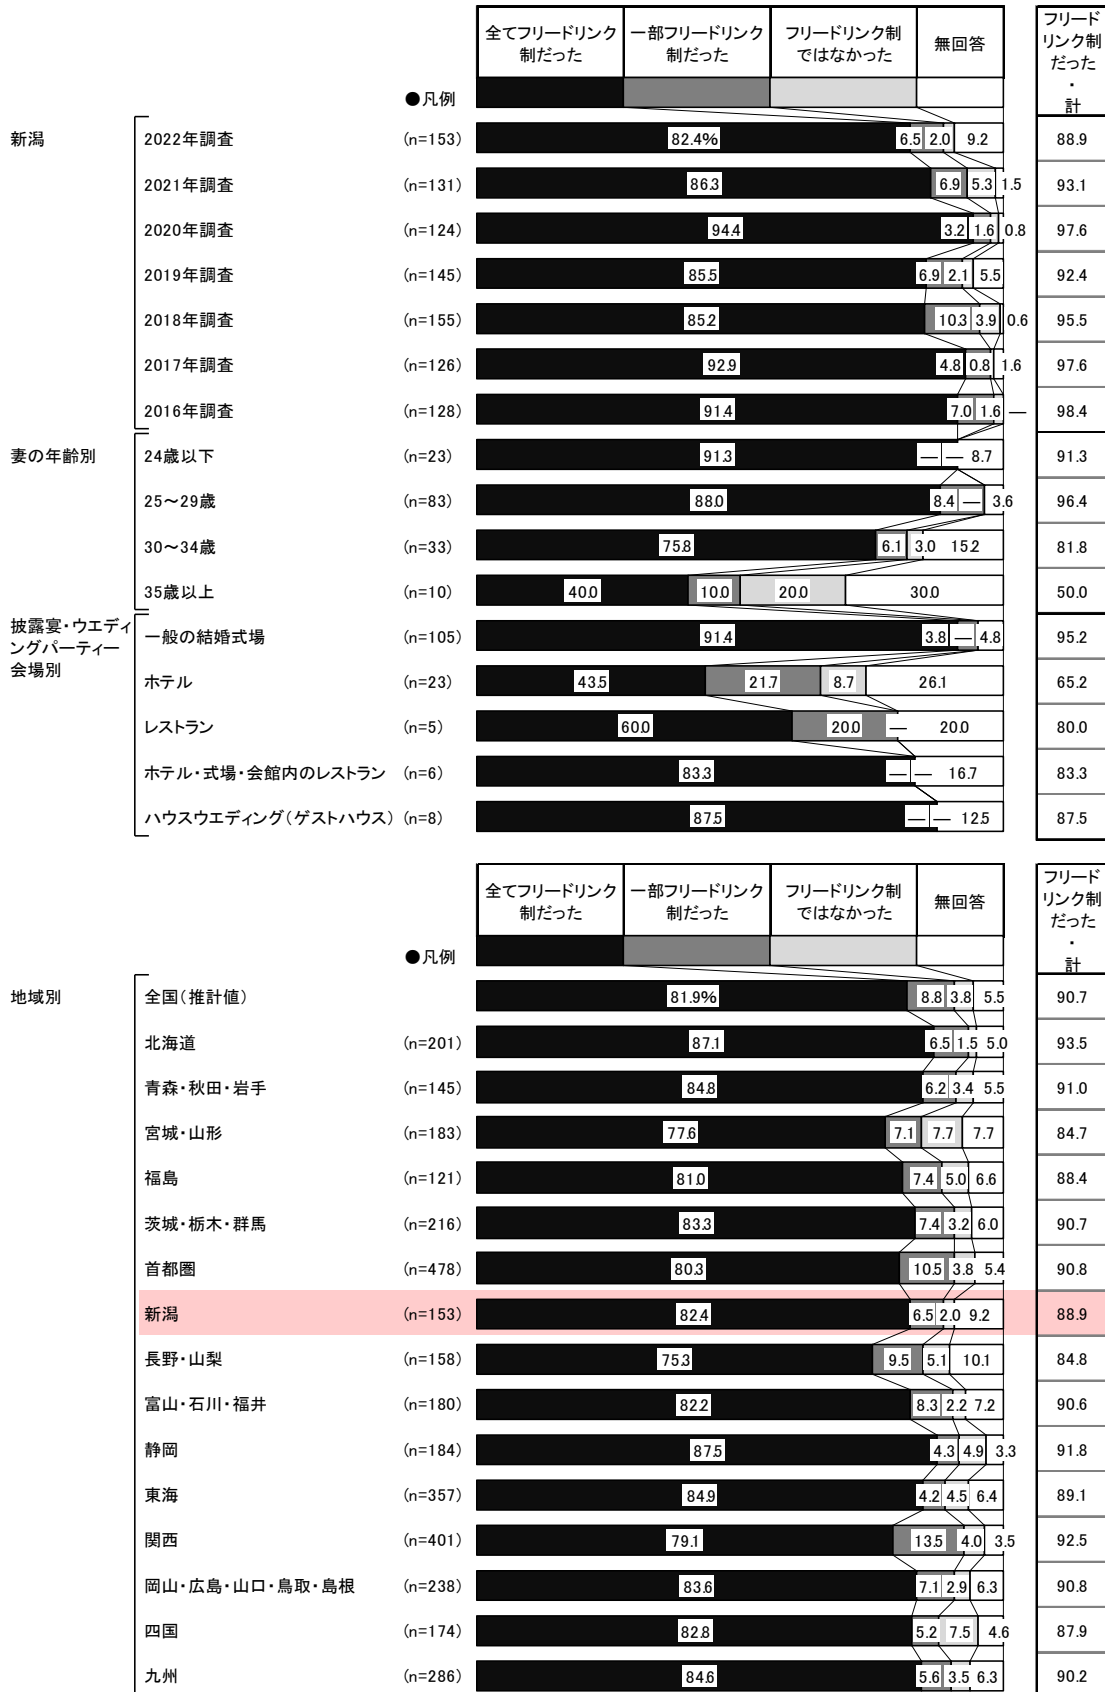 全てフリードリンク制だった 一部フリードリンク制だった フリードリンク制ではなかった 無回答 フリードリンク制だった・計
●凡例
新潟 2022年調査 (n=153) 82.4% 6.5 2.0 9.2 88.9
2021年調査 (n=131) 86.3 6.9 5.3 1.5 93.1
2020年調査 (n=124) 94.4 3.2 1.6 0.8 97.6
2019年調査 (n=145) 85.5 6.9 2.1 5.5 92.4
2018年調査 (n=155) 85.2 10.3 3.9 0.6 95.5
2017年調査 (n=126) 92.9 4.8 0.8 1.6 97.6
2016年調査 (n=128) 91.4 7.0 1.6 — 98.4
妻の年齢別 24歳以下 (n=23) 91.3 — — 8.7 91.3
25～29歳 (n=83) 88.0 8.4 — 3.6 96.4
30～34歳 (n=33) 75.8 6.1 3.0 15.2 81.8
35歳以上 (n=10) 40.0 10.0 20.0 30.0 50.0
披露宴・ウエディングパーティー会場別 一般の結婚式場 (n=105) 91.4 3.8 — 4.8 95.2
ホテル (n=23) 43.5 21.7 8.7 26.1 65.2
レストラン (n=5) 60.0 20.0 — 20.0 80.0
ホテル・式場・会館内のレストラン (n=6) 83.3 — — 16.7 83.3
ハウスウエディング(ゲストハウス) (n=8) 87.5 — — 12.5 87.5
全てフリードリンク制だった 一部フリードリンク制だった フリードリンク制ではなかった 無回答 フリードリンク制だった・計
●凡例
地域別 全国(推計値) 81.9% 8.8 3.8 5.5 90.7
北海道 (n=201) 87.1 6.5 1.5 5.0 93.5
青森・秋田・岩手 (n=145) 84.8 6.2 3.4 5.5 91.0
宮城・山形 (n=183) 77.6 7.1 7.7 7.7 84.7
福島 (n=121) 81.0 7.4 5.0 6.6 88.4
茨城・栃木・群馬 (n=216) 83.3 7.4 3.2 6.0 90.7
首都圏 (n=478) 80.3 10.5 3.8 5.4 90.8
新潟 (n=153) 82.4 6.5 2.0 9.2 88.9
長野・山梨 (n=158) 75.3 9.5 5.1 10.1 84.8
富山・石川・福井 (n=180) 82.2 8.3 2.2 7.2 90.6
静岡 (n=184) 87.5 4.3 4.9 3.3 91.8
東海 (n=357) 84.9 4.2 4.5 6.4 89.1
関西 (n=401) 79.1 13.5 4.0 3.5 92.5
岡山・広島・山口・鳥取・島根 (n=238) 83.6 7.1 2.9 6.3 90.8
四国 (n=174) 82.8 5.2 7.5 4.6 87.9
九州 (n=286) 84.6 5.6 3.5 6.3 90.2